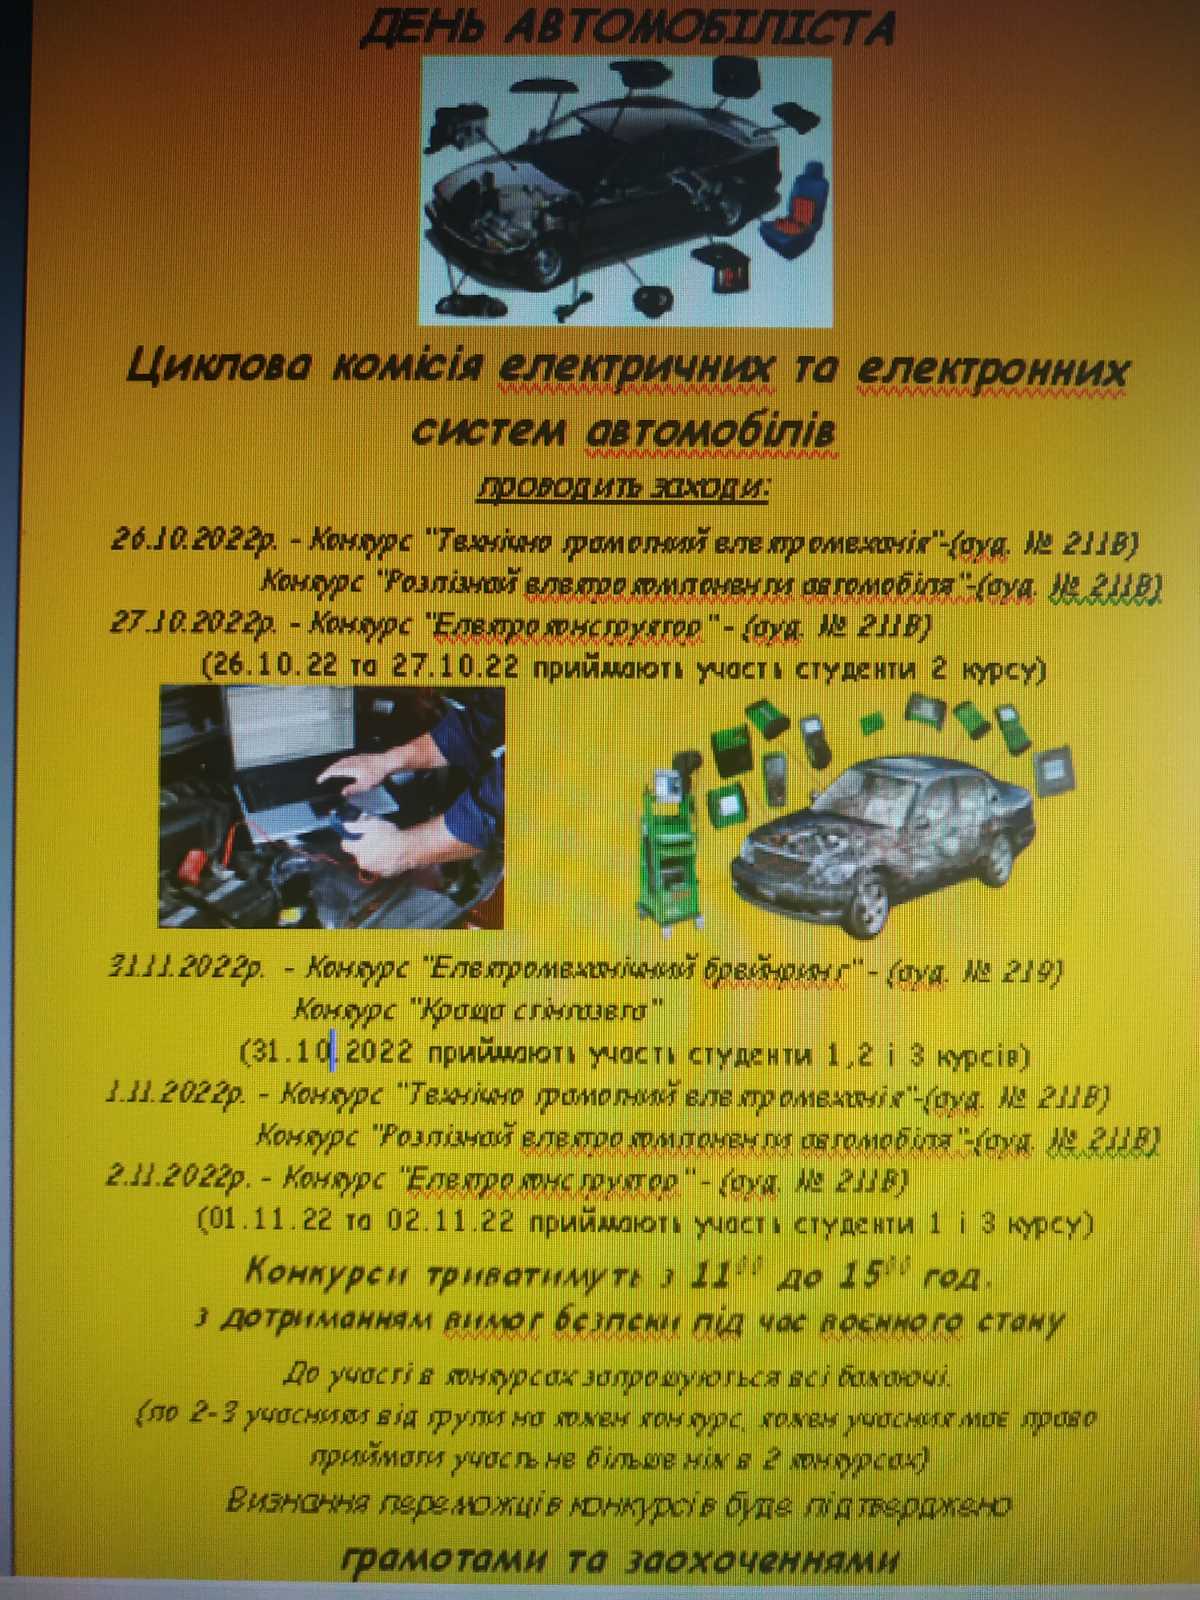 ДЕНЬ АВТОМОБІЛІСТА
Циклова комісія електричних та електронних
систем автомобілів
проводить заходи:
26.10.2022р. - Конкурс "Технічно грамотний електромеханік"-(ауд. № 211В)
Конкурс "Розпізнай електрокомпоненти автомобіля"-(ауд. № 211В)
27.10.2022р. - Конкурс "Електроконструктор" - (ауд. № 211В)
(26.10.22 та 27.10.22 приймають участь студенти 2 курсу)
31.11.2022р. - Конкурс "Електромеханічний брейнринг" - (ауд. № 219)
Конкурс "Краща стінгазета"
(31.10.2022 приймають участь студенти 1,2 і 3 курсів)
1.11.2022р. - Конкурс "Технічно грамотний електромеханік"-(ауд. № 211В)
Конкурс "Розпізнай електрокомпоненти автомобіля"-(ауд. № 211В)
2.11.2022р. - Конкурс "Електроконструктор" - (ауд. № 211В)
(01.11.22 та 02.11.22 приймають участь студенти 1 і 3 курсу)
Конкурси триватимуть з 11⁰⁰ до 15⁰⁰ год.
з дотриманням вимог безпеки під час воєнного стану
До участі в конкурсах запрошуються всі бажаючі.
(по 2-3 учасники від групи на кожен конкурс, кожен учасник має право
приймати участь не більше ніж в 2 конкурсах)
Визнання переможців конкурсів буде підтверджено
грамотами та заохоченнями